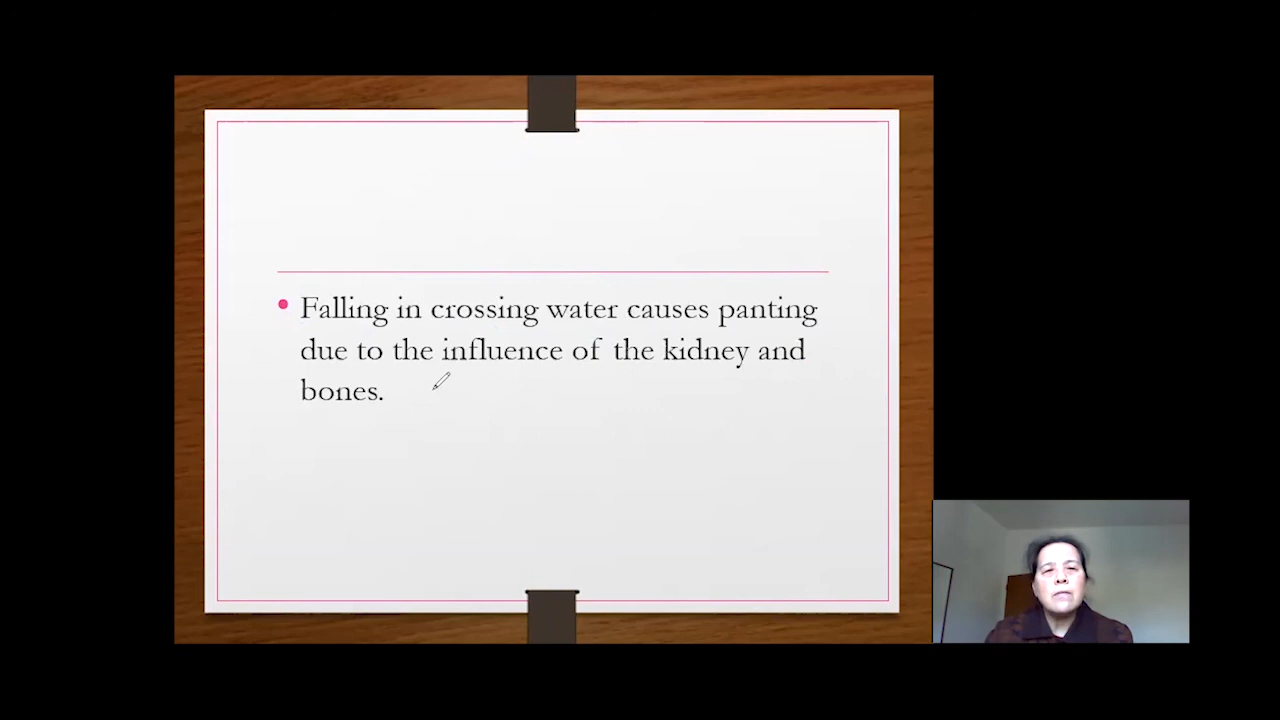 Falling in crossing water causes panting
due to the influence of the kidney and
bones.